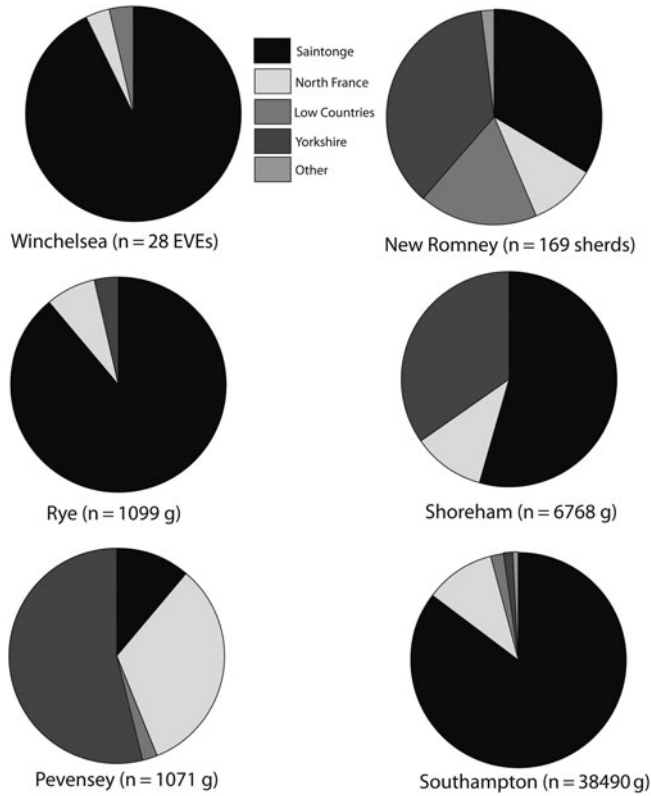 Saintonge
North France
Low Countries
Yorkshire
Other
Winchelsea (n = 28 EVEs)
New Romney (n = 169 sherds)
Rye (n = 1099 g)
Shoreham (n = 6768 g)
Pevensey (n = 1071 g)
Southampton (n = 38490 g)